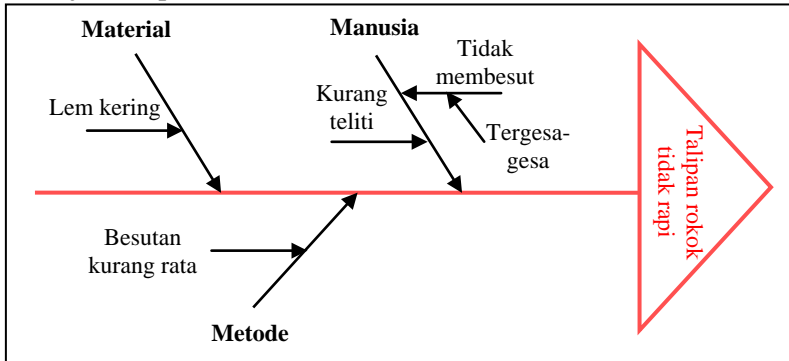 Material
Manusia
Tidak
membesut
Lem kering
Kurang
teliti
Tergesa-
gesa
Talipan rokok
tidak rapi
Besutan
kurang rata
Metode